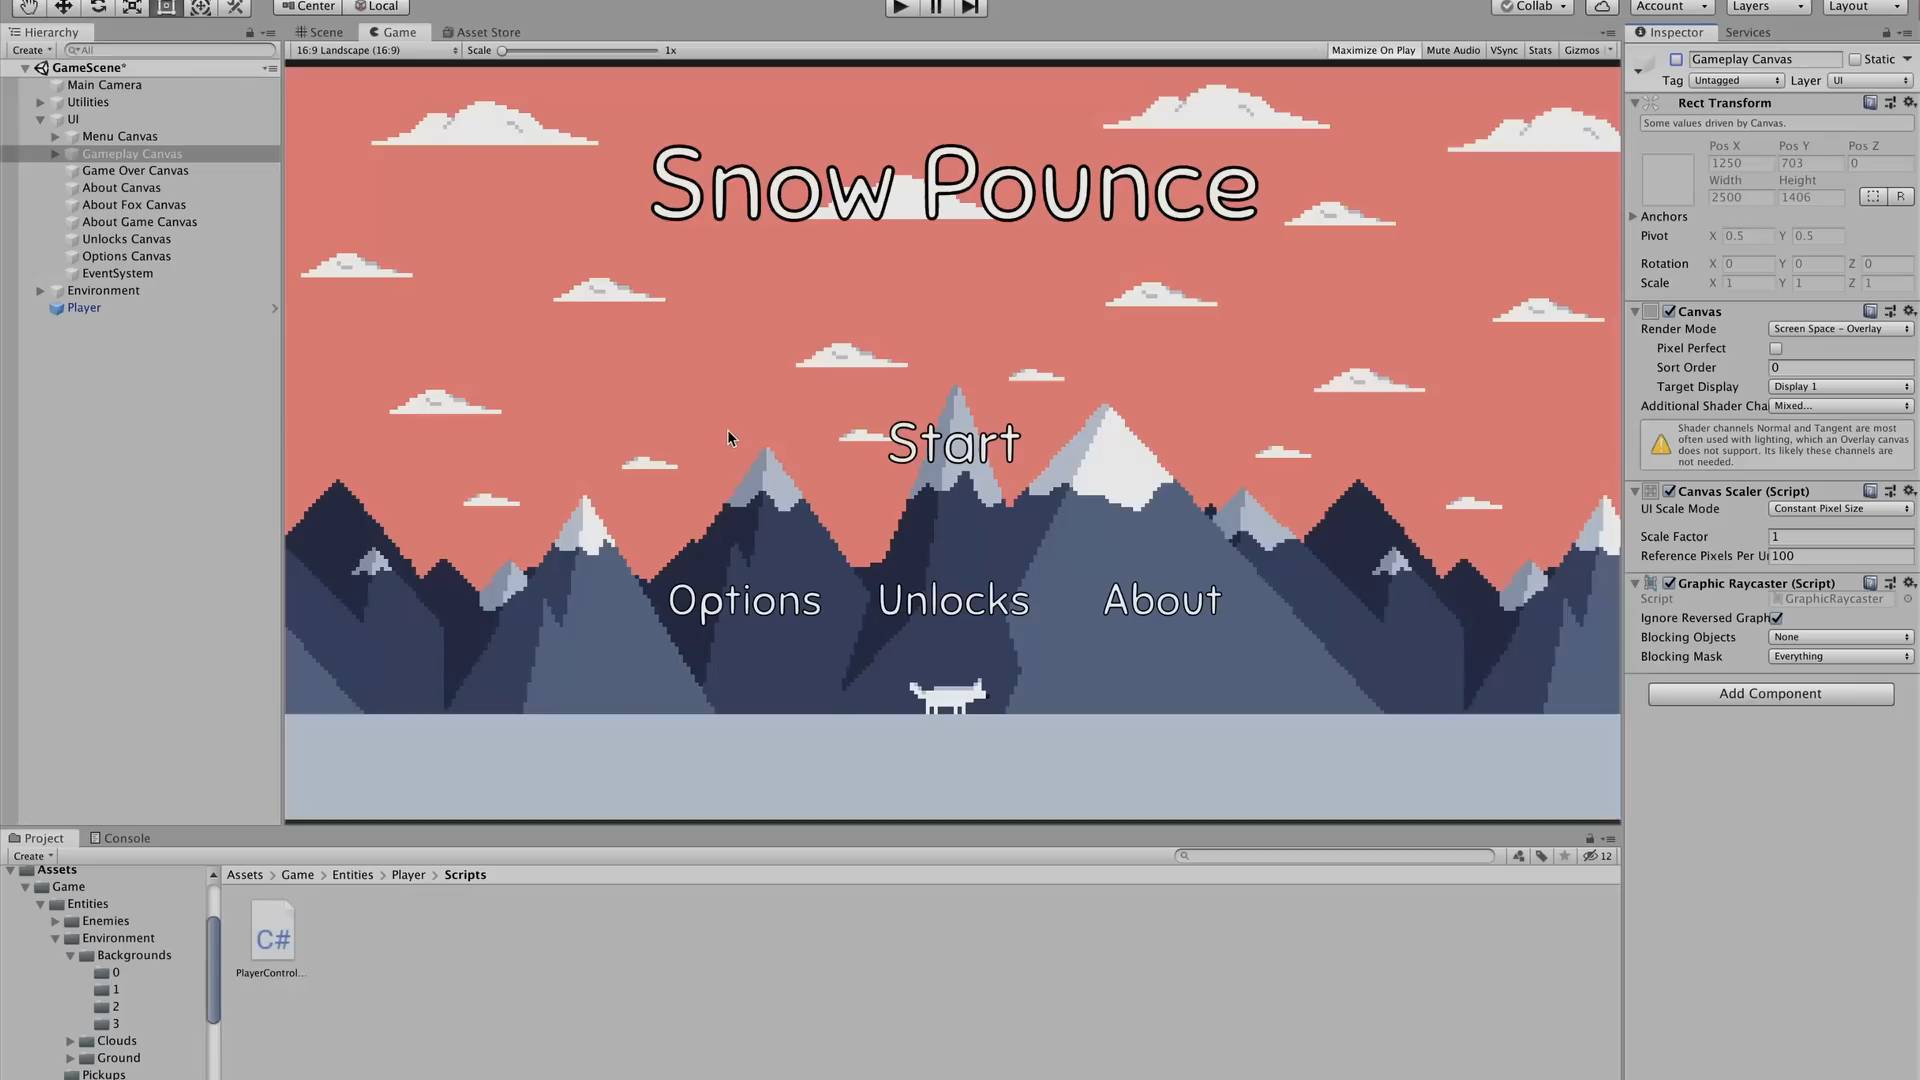 Center
Local
Collab
Account
Layers
Layout
Hierarchy
Create
All
GameScene*
Main Camera
Utilities
UI
Menu Canvas
Gameplay Canvas
Game Over Canvas
About Canvas
About Fox Canvas
About Game Canvas
Unlocks Canvas
Options Canvas
EventSystem
Environment
Player
Scene
Game
Asset Store
16:9 Landscape (16:9)
Scale
1x
Maximize On Play
Mute Audio
VSync
Stats
Gizmos
Snow Pounce
Start
Options
Unlocks
About
Inspector
Services
Gameplay Canvas
Static
Tag
Untagged
Layer
UI
Rect Transform
Some values driven by Canvas.
Pos X
Pos Y
Pos Z
1250
703
0
Width
Height
2500
1406
R
Anchors
Pivot
X 0.5
Y 0.5
Rotation
X 0
Y 0
Z 0
Scale
X 1
Y 1
Z 1
Canvas
Render Mode
Screen Space - Overlay
Pixel Perfect
Sort Order
0
Target Display
Display 1
Additional Shader Cha
Mixed...
Shader channels Normal and Tangent are most
often used with lighting, which an Overlay canvas
does not support. Its likely these channels are
not needed.
Canvas Scaler (Script)
UI Scale Mode
Constant Pixel Size
Scale Factor
1
Reference Pixels Per U
100
Graphic Raycaster (Script)
Script
GraphicRaycaster
Ignore Reversed Graph
Blocking Objects
None
Blocking Mask
Everything
Add Component
Project
Console
Create
12
Assets
Game
Entities
Enemies
Environment
Backgrounds
0
1
2
3
Clouds
Ground
Pickups
Assets > Game > Entities > Player > Scripts
C#
PlayerControl...